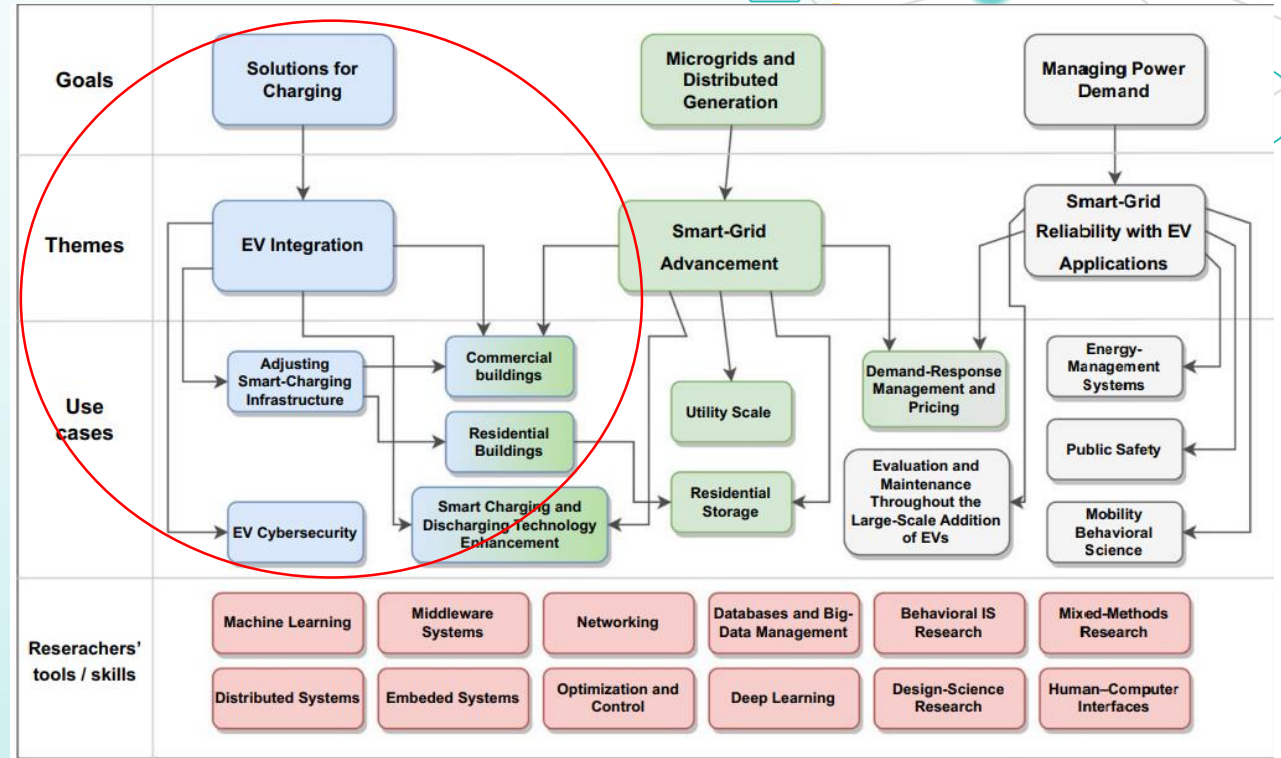 Goals
Solutions for
Charging
Microgrids and
Distributed
Generation
Managing Power
Demand
Themes
EV Integration
Smart-Grid
Advancement
Smart-Grid
Reliability with EV
Applications
Use
cases
Adjusting
Smart-Charging
Infrastructure
Commercial
buildings
Residential
Buildings
EV Cybersecurity
Smart Charging and
Discharging Technology
Enhancement
Utility Scale
Residential
Storage
Demand-Response
Management and
Pricing
Evaluation and
Maintenance
Throughout the
Large-Scale Addition
of EVs
Energy-
Management
Systems
Public Safety
Mobility
Behavioral
Science
Reserachers'
tools / skills
Machine Learning
Middleware
Systems
Networking
Databases and Big-
Data Management
Behavioral IS
Research
Mixed-Methods
Research
Distributed Systems
Embeded Systems
Optimization and
Control
Deep Learning
Design-Science
Research
Human–Computer
Interfaces